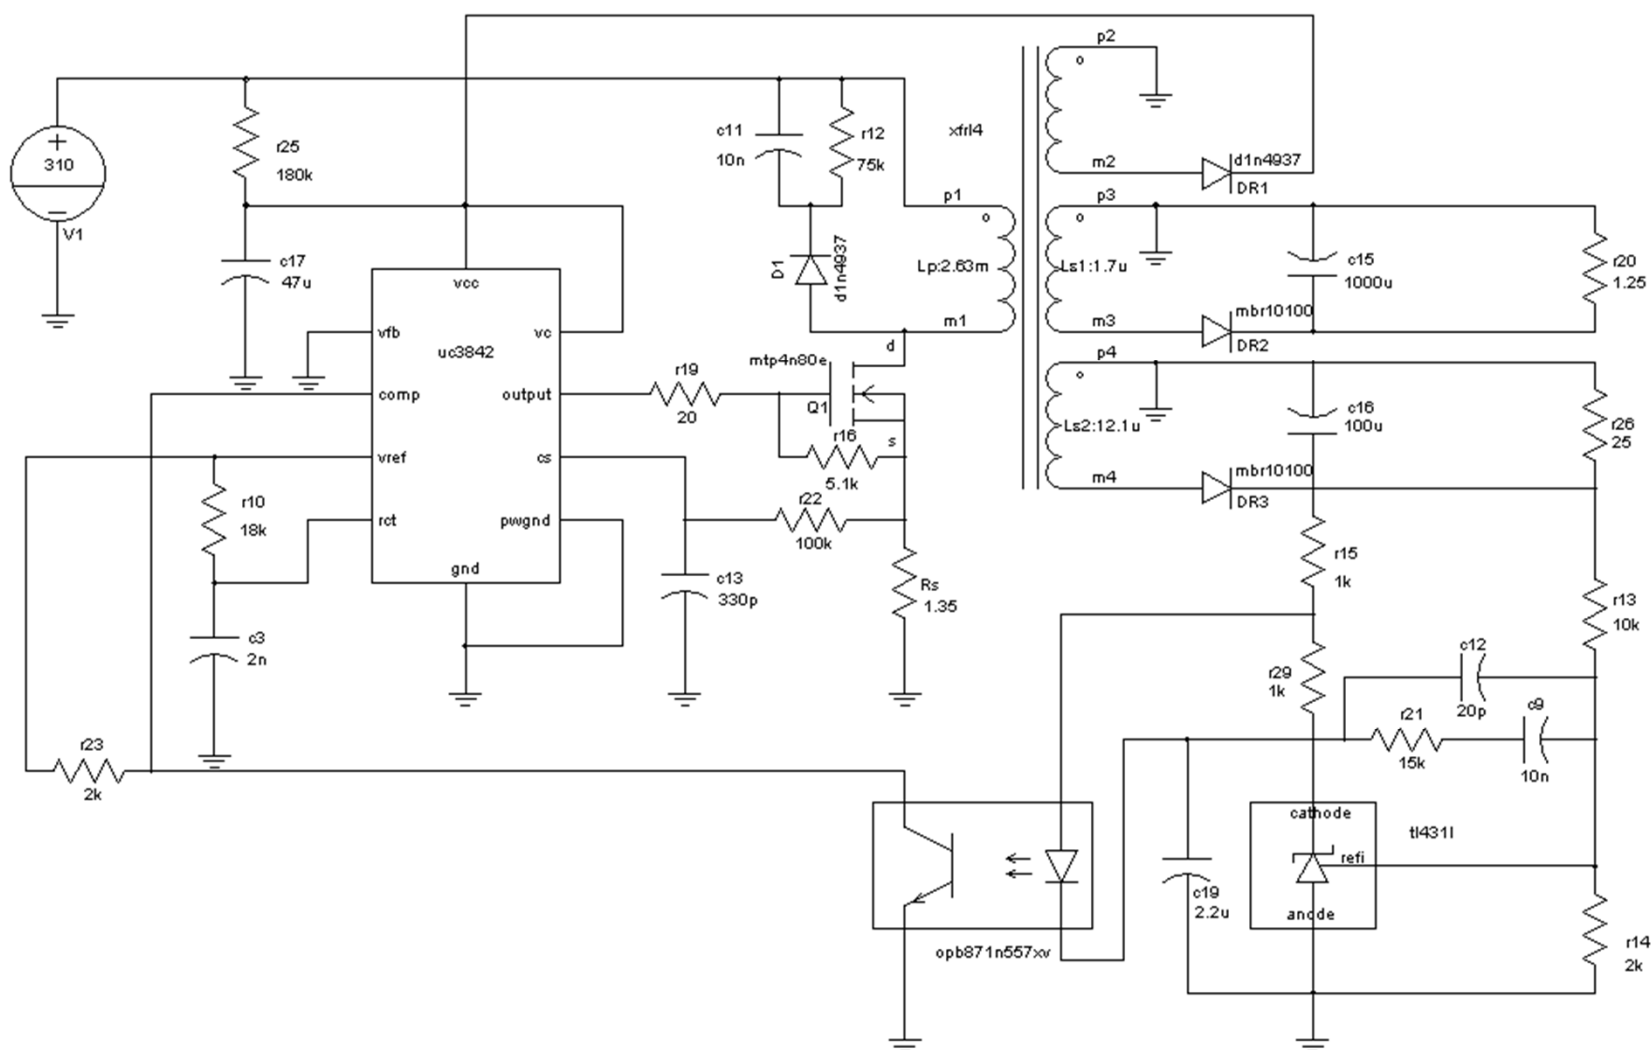 p2
d1n4937
DR1
m2
+
310
V1
r25
180k
c11
10n
r12
75k
xfrl4
p1
Lp:2.63m
m1
p3
Ls1:1.7u
m3
mbr10100
DR2
c15
1000u
r20
1.25
c17
47u
D1
d1n4937
vcc
uc3842
vfb
vc
comp
output
vref
cs
rct
pwgnd
gnd
r19
20
mtp4n80e
d
Q1
s
r16
5.1k
p4
Ls2:12.1u
m4
mbr10100
DR3
c16
100u
r26
25
r10
18k
r22
100k
c13
330p
Rs
1.35
c3
2n
r15
1k
r13
10k
r29
1k
c12
20p
r21
15k
c9
10n
r23
2k
opb871n557xv
c19
2.2u
cathode
refi
anode
tl431l
r14
2k